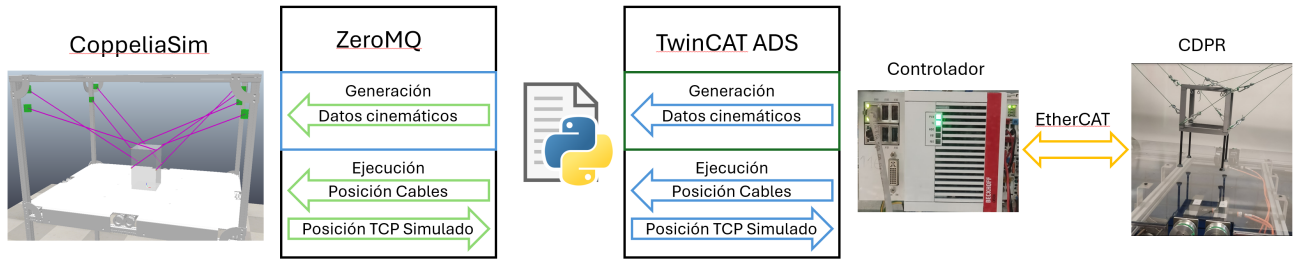 CoppeliaSim
ZeroMQ
Generación
Datos cinemáticos
Ejecución
Posición Cables
Posición TCP Simulado
TwinCAT ADS
Generación
Datos cinemáticos
Ejecución
Posición Cables
Posición TCP Simulado
Controlador
BECKHOFF
EtherCAT
CDPR